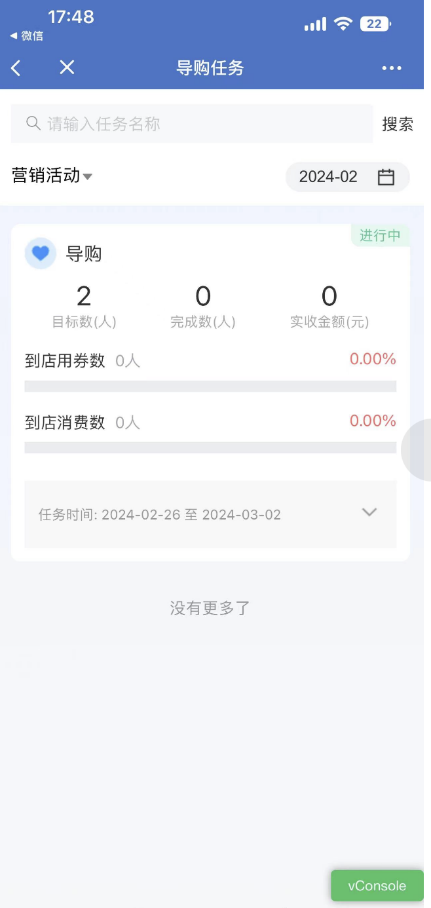 17:48
22
微信
导购任务
请输入任务名称
搜索
营销活动
2024-02
进行中
导购
2 0 0
目标数(人) 完成数(人) 实收金额(元)
到店用券数 0人 0.00%
到店消费数 0人 0.00%
任务时间: 2024-02-26 至 2024-03-02
没有更多了
vConsole